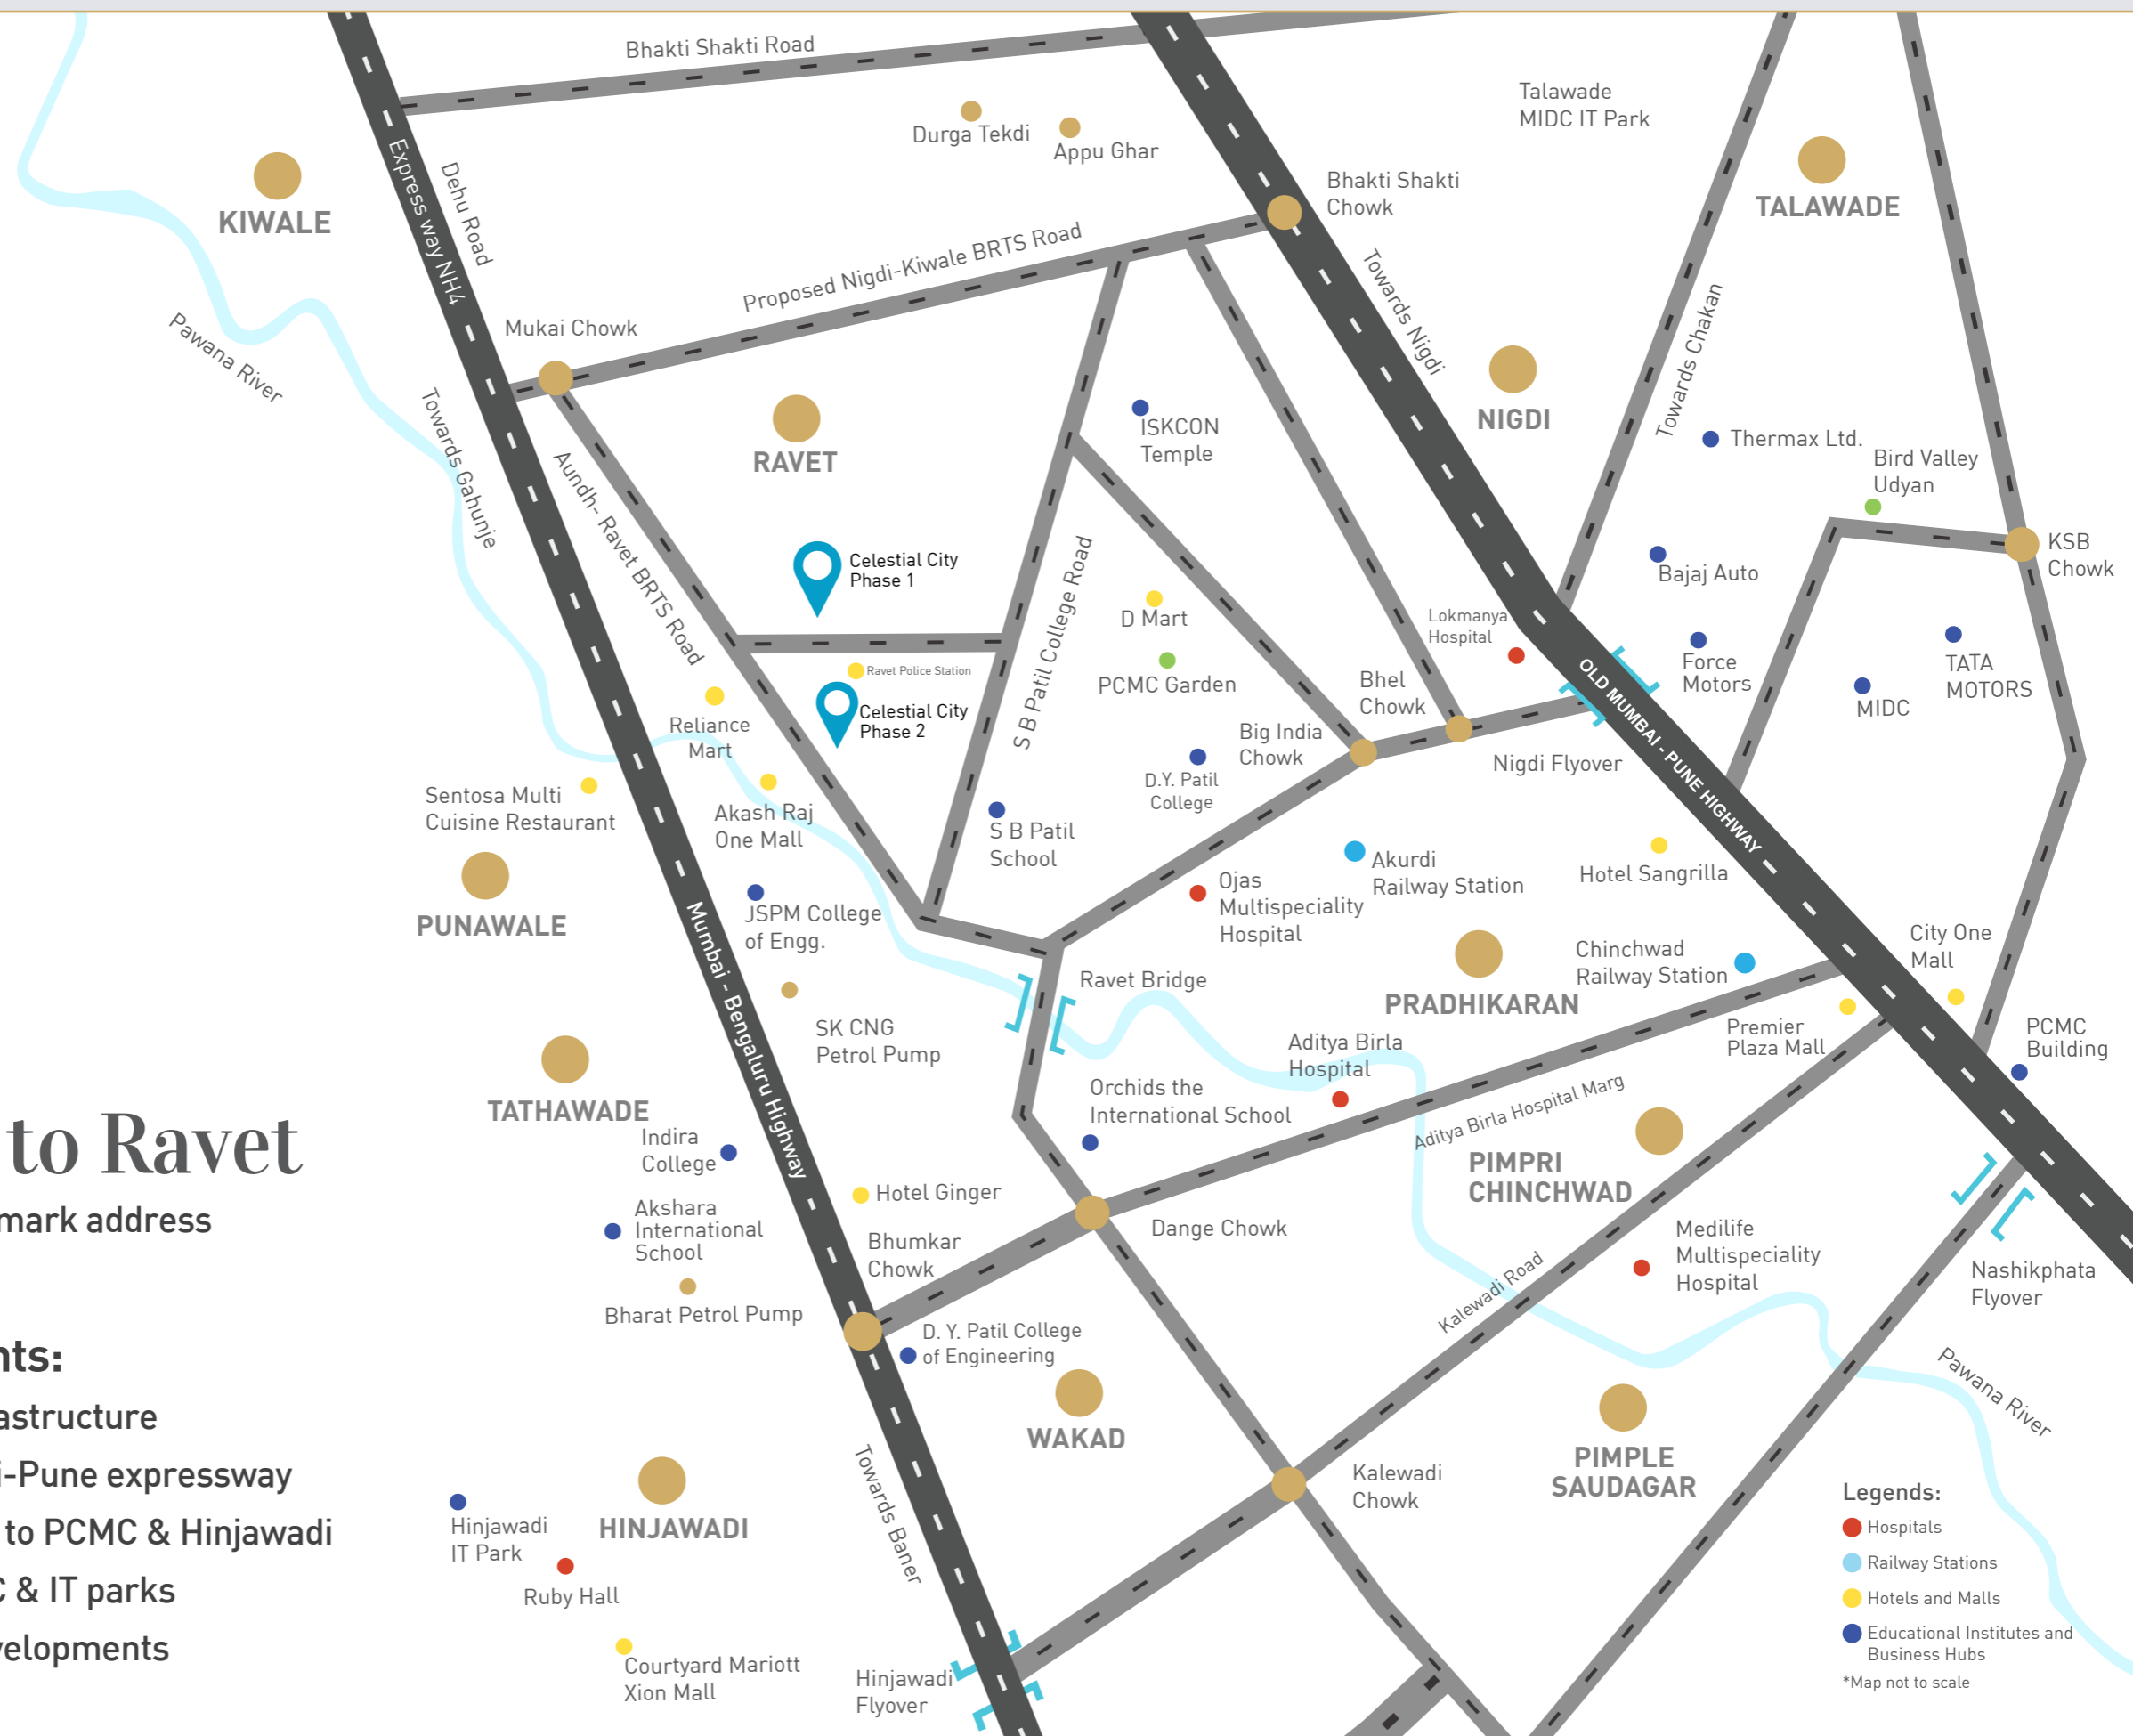 Bhakti Shakti Road
Durga Tekdi
Appu Ghar
Talawade
MIDC IT Park
TALAWADE
KIWALE
Express way NH4
Dehu Road
Bhakti Shakti
Chowk
Proposed Nigdi-Kiwale BRTS Road
Towards Nigdi
Towards Chakan
Pawana River
Mukai Chowk
Towards Gahunje
RAVET
ISKCON
Temple
NIGDI
Thermax Ltd.
Bird Valley
Udyan
Aundh- Ravet BRTS Road
Celestial City
Phase 1
S B Patil College Road
D Mart
PCMC Garden
Lokmanya
Hospital
Bajaj Auto
KSB
Chowk
Force
Motors
TATA
MOTORS
MIDC
Ravet Police Station
Celestial City
Phase 2
Reliance
Mart
Bhel
Chowk
Big India
Chowk
Nigdi Flyover
OLD MUMBAI - PUNE HIGHWAY
D.Y. Patil
College
Sentosa Multi
Cuisine Restaurant
Akash Raj
One Mall
S B Patil
School
Akurdi
Railway Station
Hotel Sangrilla
Ojas
Multispeciality
Hospital
PUNAWALE
JSPM College
of Engg.
Mumbai - Bengaluru Highway
Ravet Bridge
PRADHIKARAN
Chinchwad
Railway Station
City One
Mall
SK CNG
Petrol Pump
Premier
Plaza Mall
PCMC
Building
Aditya Birla
Hospital
Aditya Birla Hospital Marg
Orchids the
International School
TATHAWADE
to Ravet
mark address
Indira
College
PIMPRI
CHINCHWAD
Hotel Ginger
Akshara
International
School
Bhumkar
Chowk
Dange Chowk
Medilife
Multispeciality
Hospital
Nashikphata
Flyover
Kalewadi Road
Bharat Petrol Pump
D. Y. Patil College
of Engineering
Pawana River
nts:
astructure
i-Pune expressway
to PCMC & Hinjawadi
C & IT parks
velopments
WAKAD
Towards Baner
PIMPLE
SAUDAGAR
Kalewadi
Chowk
HINJAWADI
Hinjawadi
IT Park
Ruby Hall
Courtyard Mariott
Xion Mall
Hinjawadi
Flyover
Legends:
Hospitals
Railway Stations
Hotels and Malls
Educational Institutes and
Business Hubs
*Map not to scale